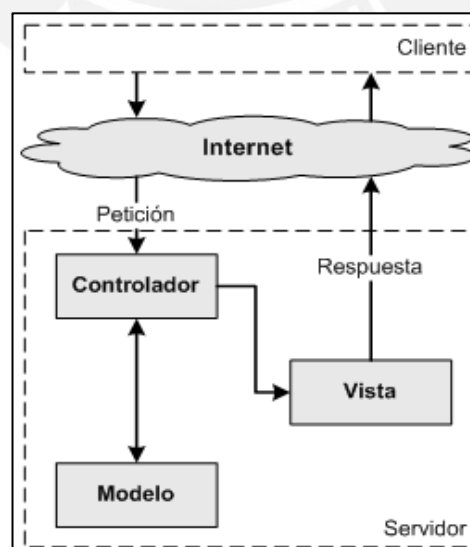 Cliente
Internet
Petición
Controlador
Respuesta
Vista
Modelo
Servidor